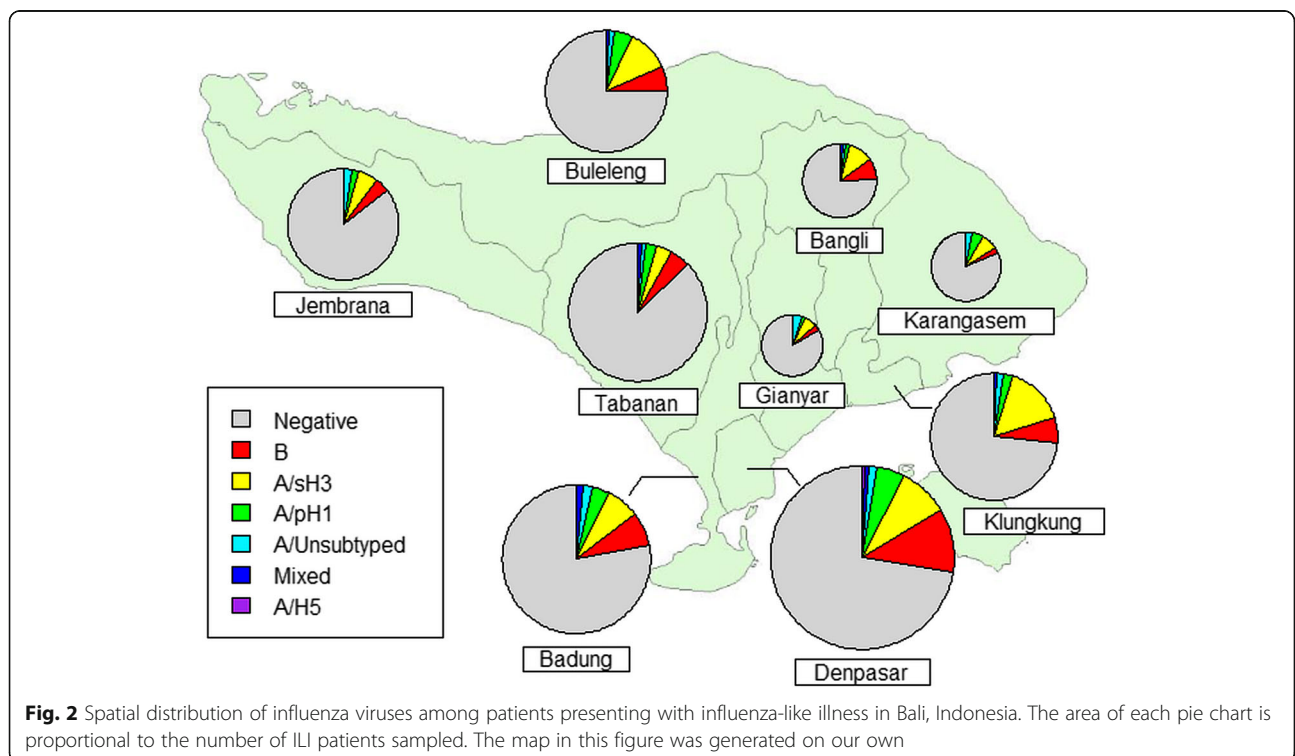 Buleleng
Bangli
Jembrana
Karangasem
Tabanan
Gianyar
Negative
B
A/sH3
A/pH1
A/Unsubtyped
Mixed
A/H5
Klungkung
Badung
Denpasar
Fig. 2 Spatial distribution of influenza viruses among patients presenting with influenza-like illness in Bali, Indonesia. The area of each pie chart is
proportional to the number of ILI patients sampled. The map in this figure was generated on our own